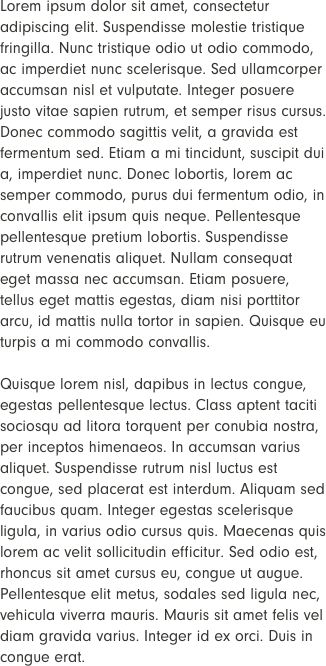 Lorem ipsum dolor sit amet, consectetur
adipiscing elit. Suspendisse molestie tristique
fringilla. Nunc tristique odio ut odio commodo,
ac imperdiet nunc scelerisque. Sed ullamcorper
accumsan nisl et vulputate. Integer posuere
justo vitae sapien rutrum, et semper risus cursus.
Donec commodo sagittis velit, a gravida est
fermentum sed. Etiam a mi tincidunt, suscipit dui
a, imperdiet nunc. Donec lobortis, lorem ac
semper commodo, purus dui fermentum odio, in
convallis elit ipsum quis neque. Pellentesque
pellentesque pretium lobortis. Suspendisse
rutrum venenatis aliquet. Nullam consequat
eget massa nec accumsan. Etiam posuere,
tellus eget mattis egestas, diam nisi porttitor
arcu, id mattis nulla tortor in sapien. Quisque eu
turpis a mi commodo convallis.

Quisque lorem nisl, dapibus in lectus congue,
egestas pellentesque lectus. Class aptent taciti
sociosqu ad litora torquent per conubia nostra,
per inceptos himenaeos. In accumsan varius
aliquet. Suspendisse rutrum nisl luctus est
congue, sed placerat est interdum. Aliquam sed
faucibus quam. Integer egestas scelerisque
ligula, in varius odio cursus quis. Maecenas quis
lorem ac velit sollicitudin efficitur. Sed odio est,
rhoncus sit amet cursus eu, congue ut augue.
Pellentesque elit metus, sodales sed ligula nec,
vehicula viverra mauris. Mauris sit amet felis vel
diam gravida varius. Integer id ex orci. Duis in
congue erat.